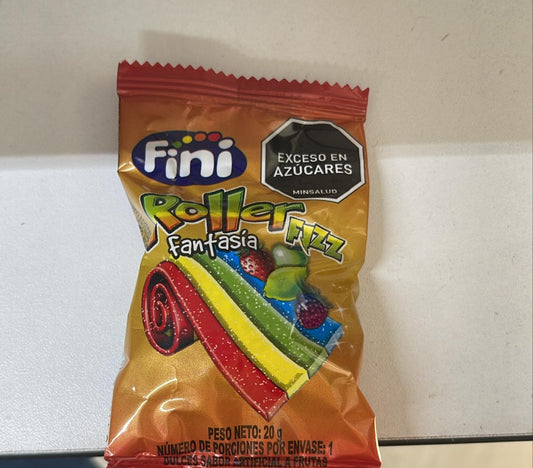 Fini
EXCESO EN
AZÚCARES
MINSALUD
Roller
FIZZ
Fantasía
PESO NETO: 20 g
NÚMERO DE PORCIONES POR ENVASE: 1
DULCES SABOR ARTIFICIAL A FRUTAS